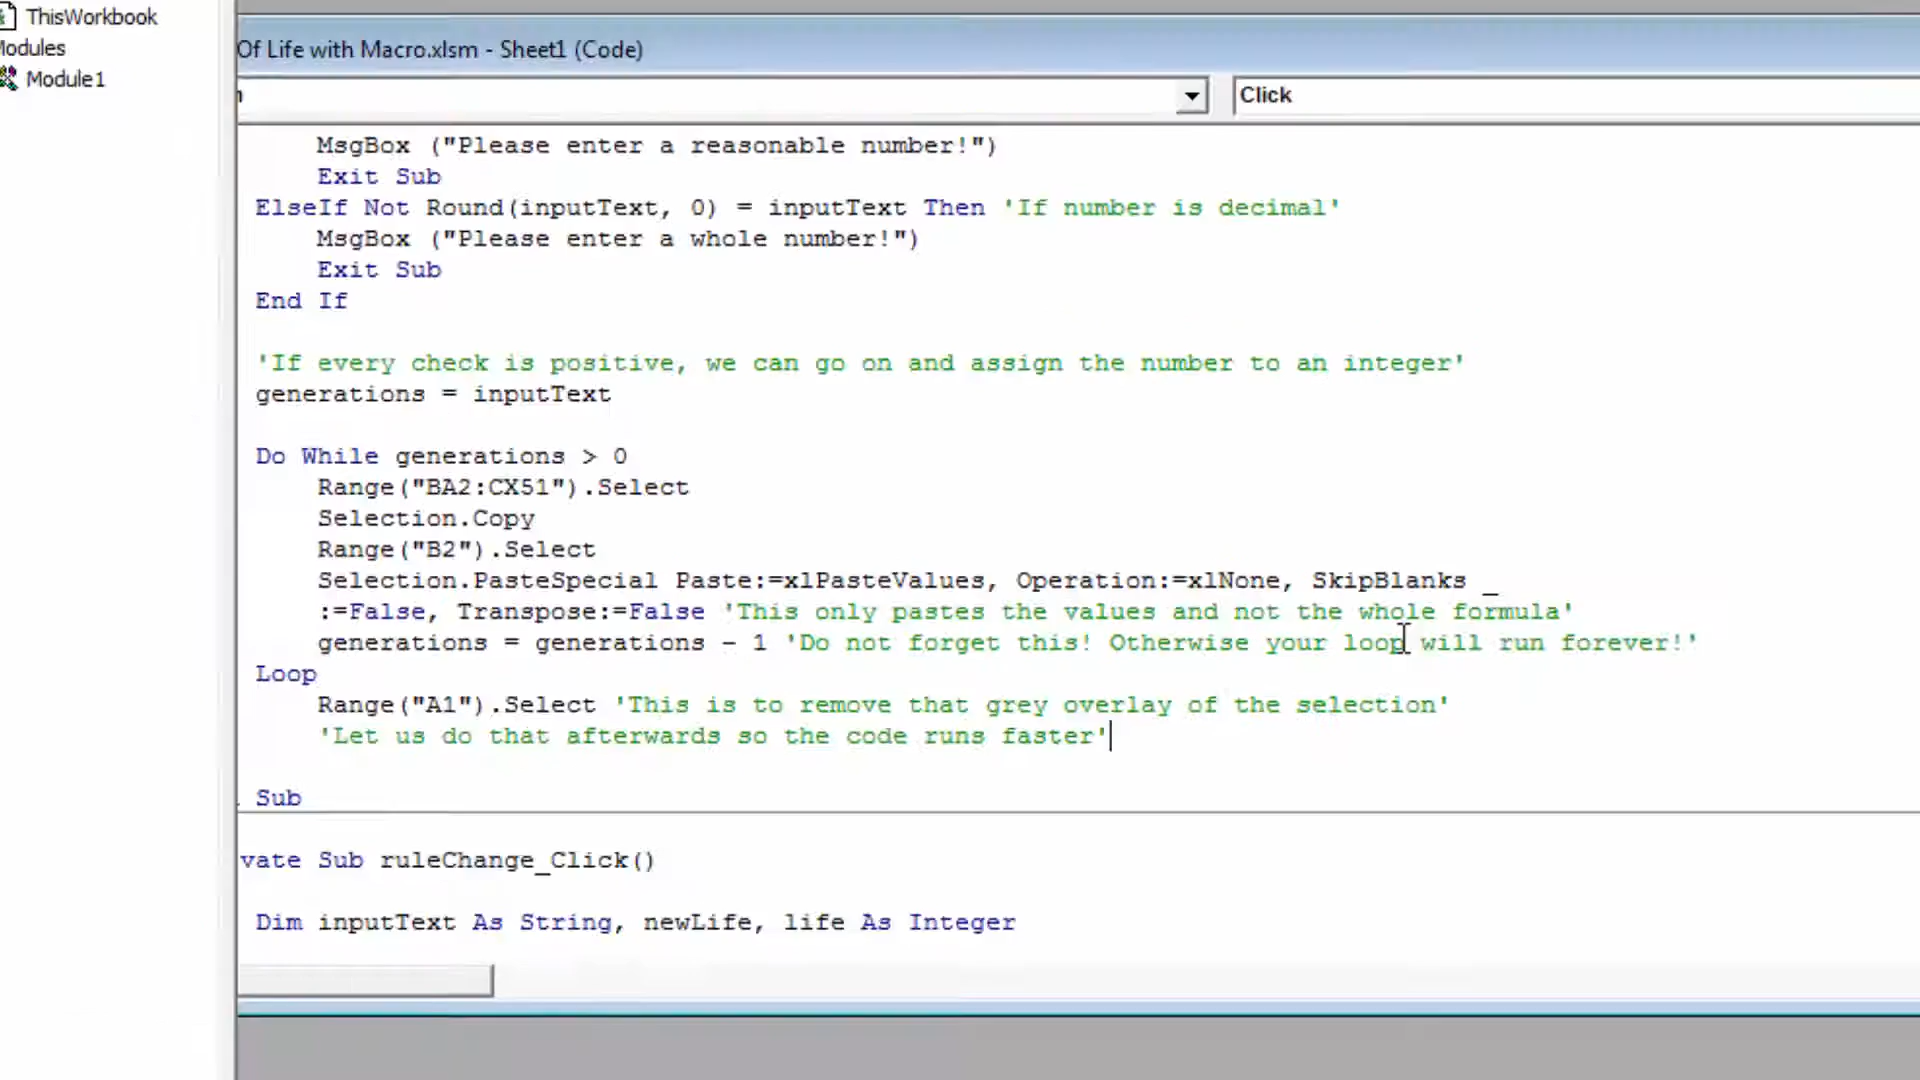 ThisWorkbook
Modules
Module1
Of Life with Macro.xlsm - Sheet1 (Code)
Click
MsgBox ("Please enter a reasonable number!")
Exit Sub
ElseIf Not Round(inputText, 0) = inputText Then 'If number is decimal'
MsgBox ("Please enter a whole number!")
Exit Sub
End If
'If every check is positive, we can go on and assign the number to an integer'
generations = inputText
Do While generations > 0
Range("BA2:CX51").Select
Selection.Copy
Range("B2").Select
Selection.PasteSpecial Paste:=xlPasteValues, Operation:=xlNone, SkipBlanks _
:=False, Transpose:=False 'This only pastes the values and not the whole formula'
generations = generations - 1 'Do not forget this! Otherwise your loop will run forever!'
Loop
Range("A1").Select 'This is to remove that grey overlay of the selection'
'Let us do that afterwards so the code runs faster'
Sub
vate Sub ruleChange_Click()
Dim inputText As String, newLife, life As Integer